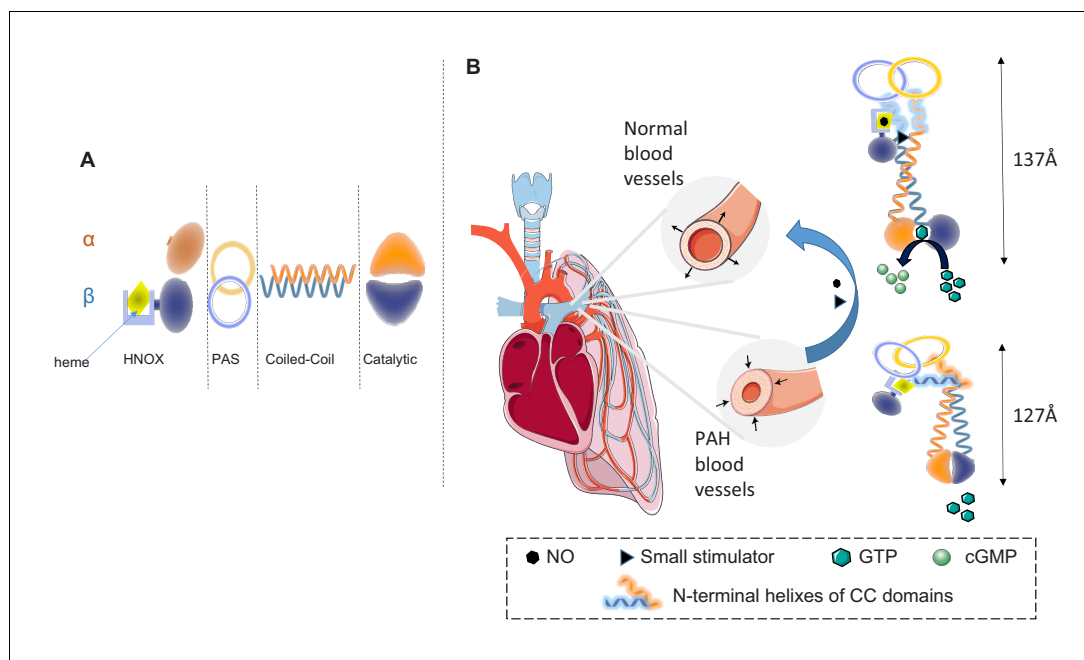 A
α
β
heme
HNOX
PAS
Coiled-Coil
Catalytic
B
Normal
blood
vessels
PAH
blood
vessels
137Å
127Å
NO
Small stimulator
GTP
cGMP
N-terminal helixes of CC domains